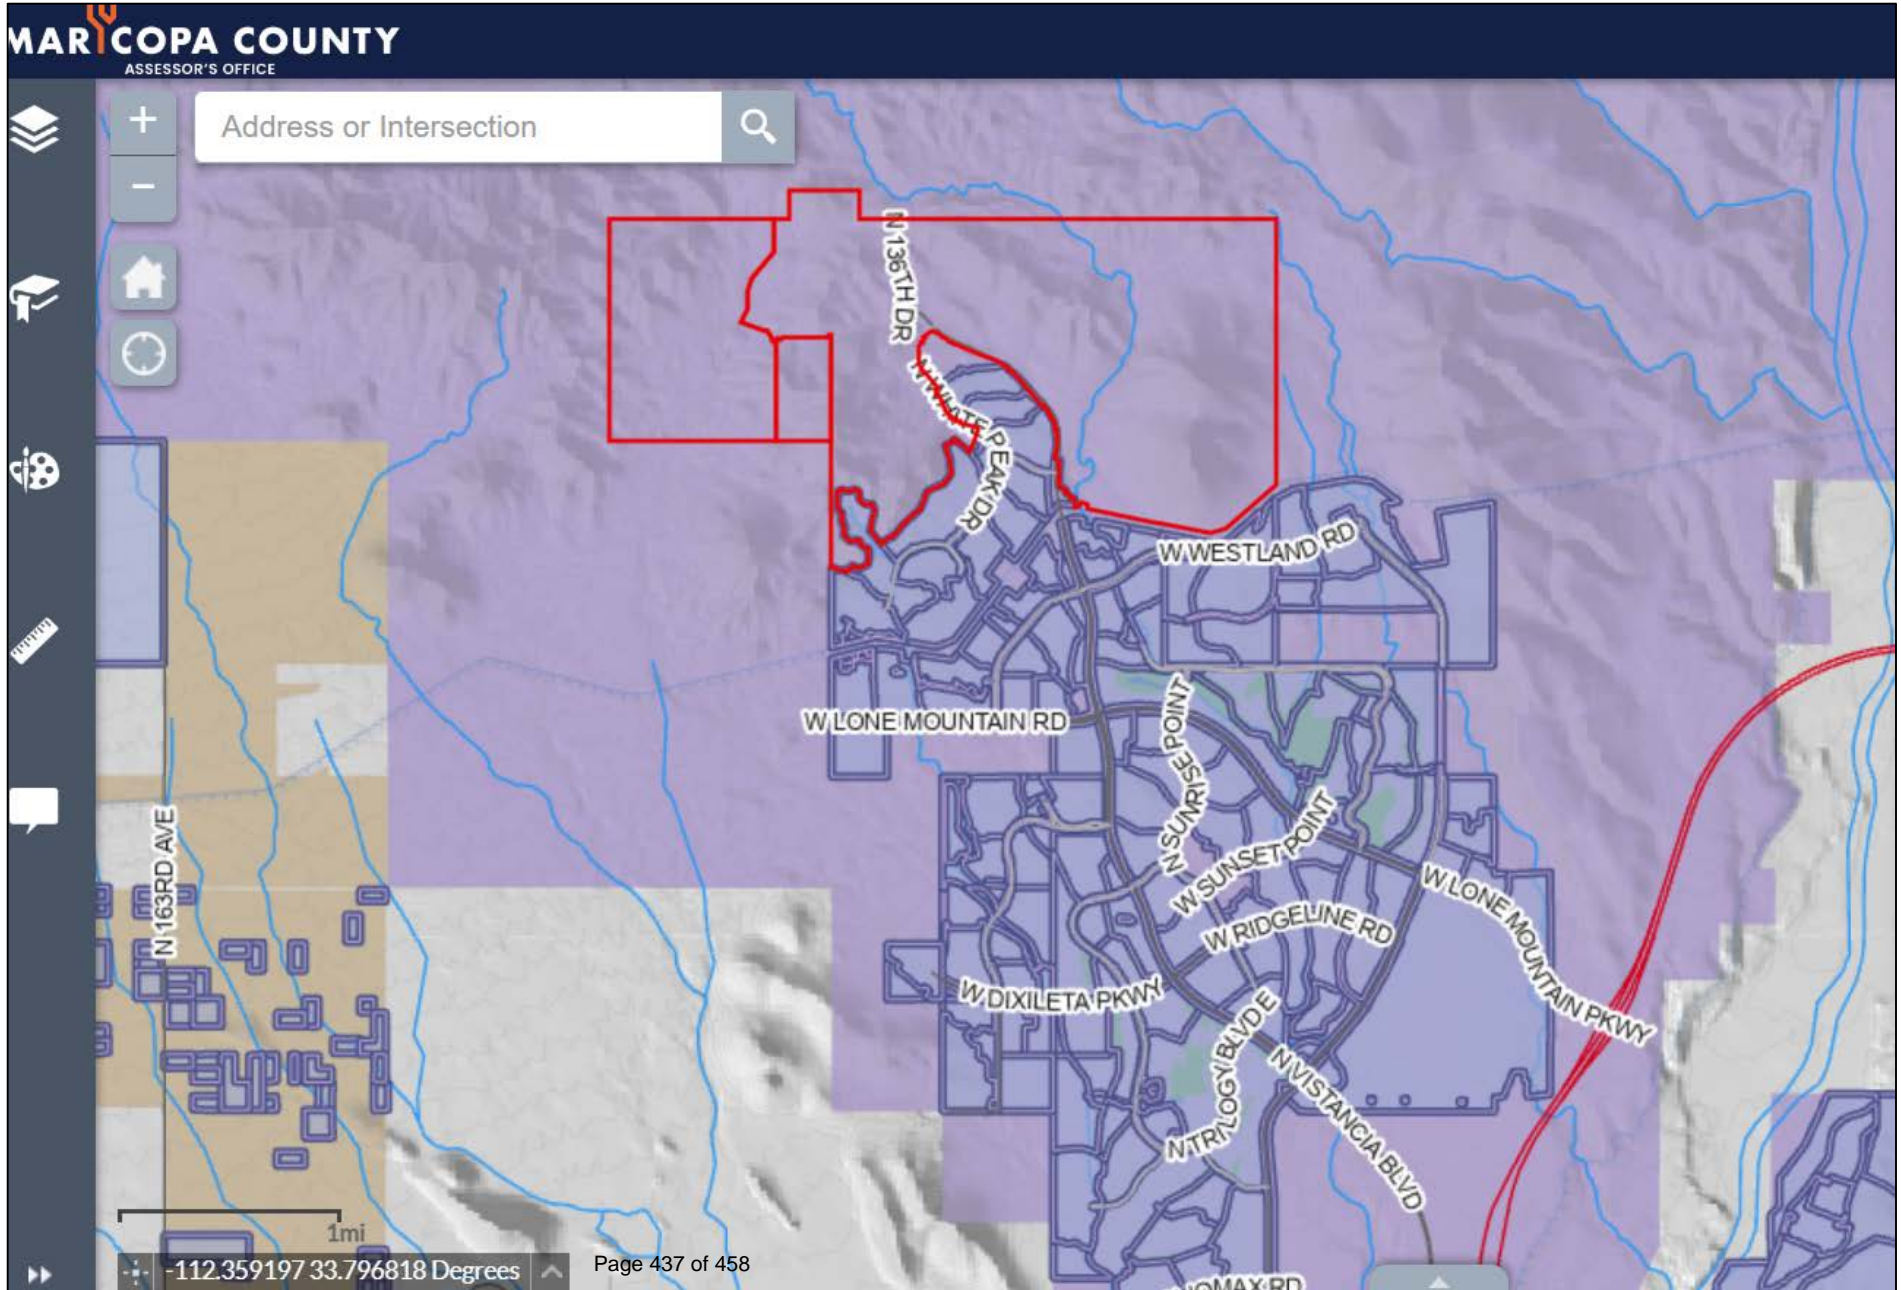 MARICOPA COUNTY
ASSESSOR'S OFFICE
Address or Intersection
N 136TH DR
N WHITE PEAK DR
W WESTLAND RD
W LONE MOUNTAIN RD
N SUNRISE POINT
W SUNSET POINT
N 163RD AVE
W LONE MOUNTAIN PKWY
W RIDGELINE RD
W DIXILETA PKWY
N TRILOGY BLVD E
N VISTANCIA BLVD
1mi
-112.359197 33.796818 Degrees
Page 437 of 458